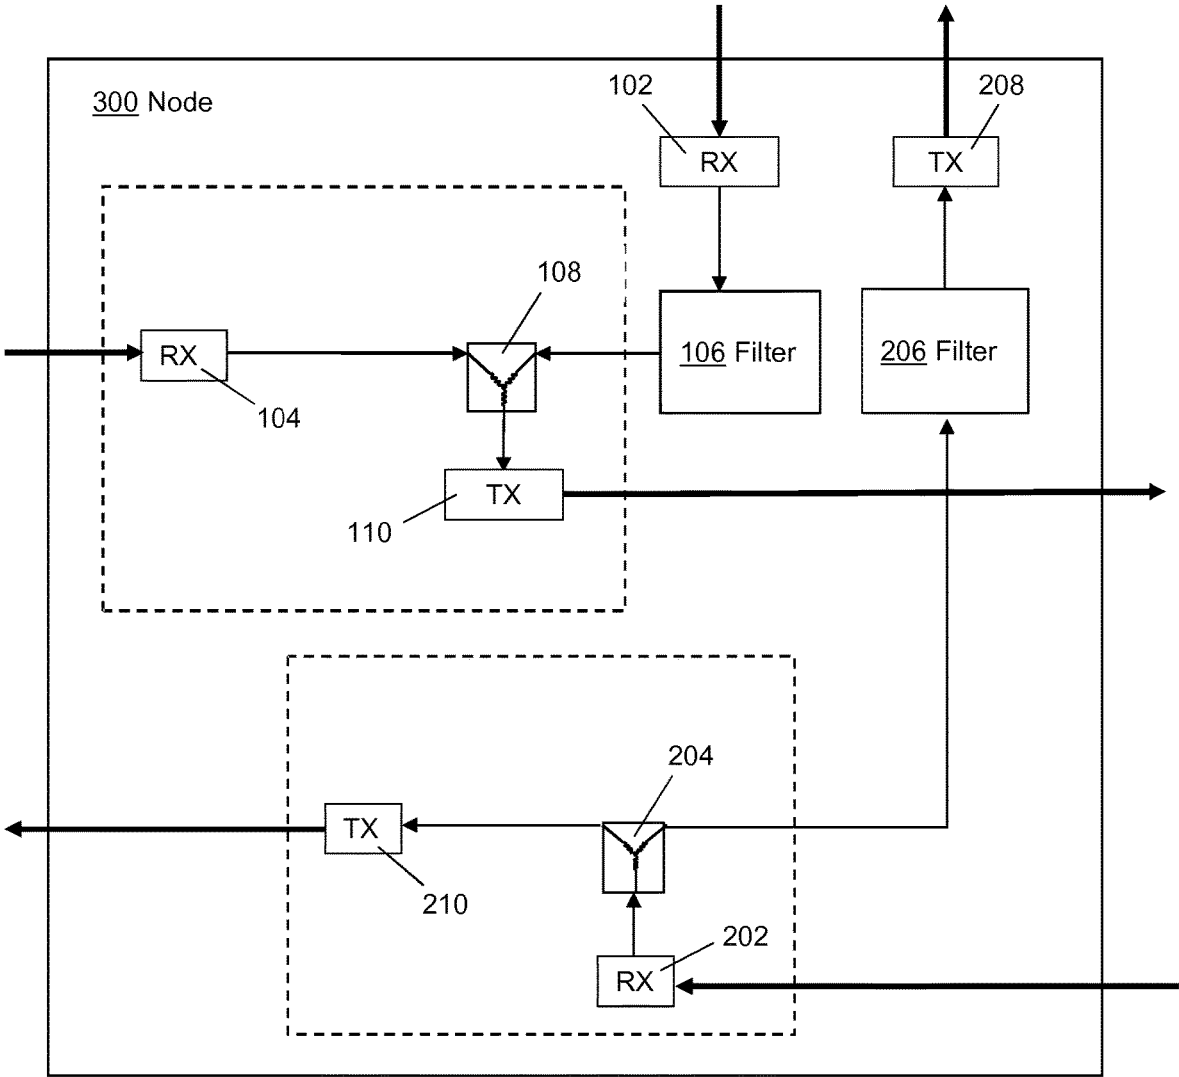 102
208
300 Node
RX
TX
108
RX
106 Filter
206 Filter
104
TX
110
204
TX
210
202
RX